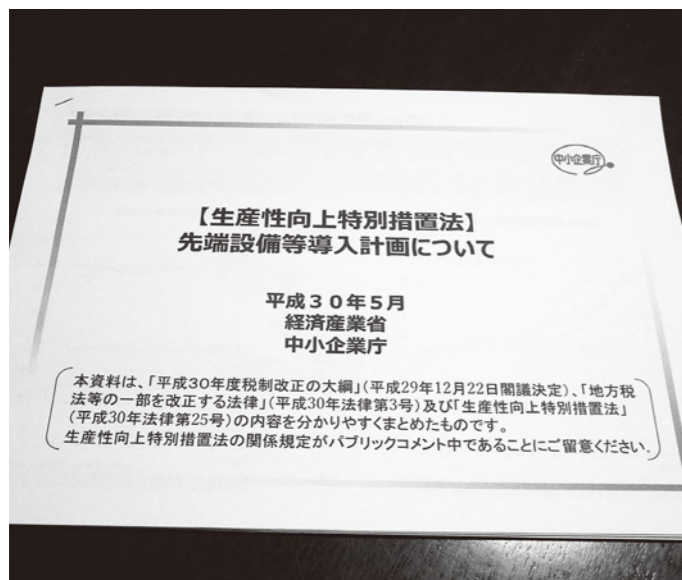 中小企業庁
【生産性向上特別措置法】
先端設備等導入計画について
平成30年5月
経済産業省
中小企業庁
本資料は、「平成30年度税制改正の大綱」(平成29年12月22日閣議決定)、「地方税
法等の一部を改正する法律」(平成30年法律第3号)及び「生産性向上特別措置法」
(平成30年法律第25号)の内容を分かりやすくまとめたものです。
生産性向上特別措置法の関係規定がパブリックコメント中であることにご留意ください.